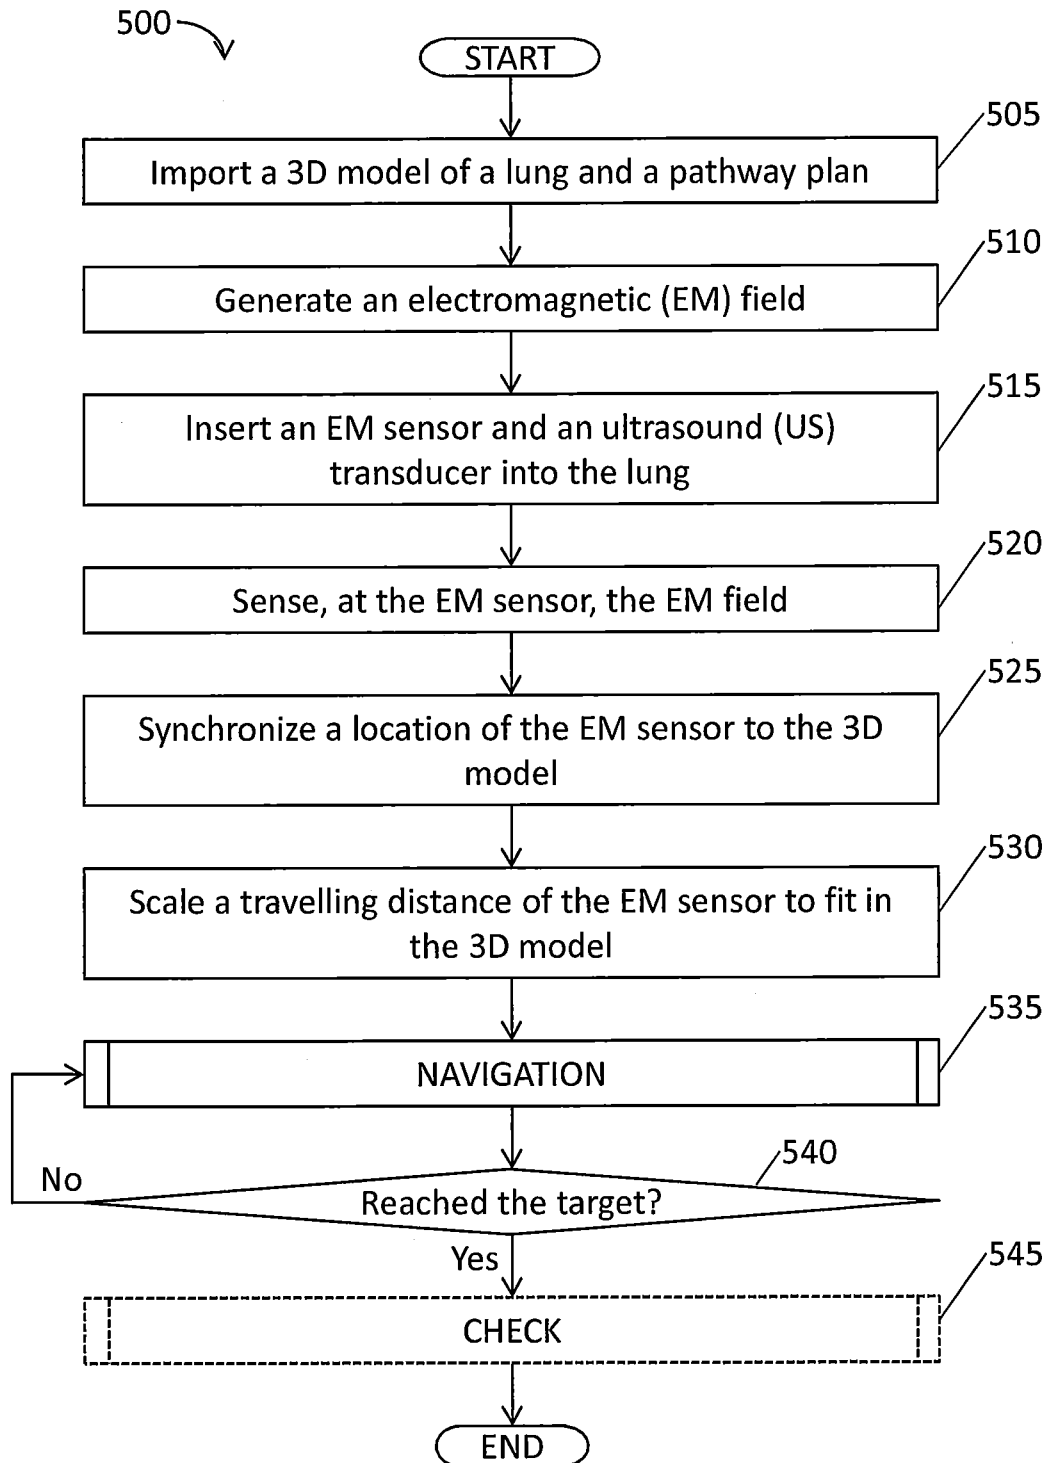 500
START
505
Import a 3D model of a lung and a pathway plan
510
Generate an electromagnetic (EM) field
515
Insert an EM sensor and an ultrasound (US)
transducer into the lung
520
Sense, at the EM sensor, the EM field
525
Synchronize a location of the EM sensor to the 3D
model
530
Scale a travelling distance of the EM sensor to fit in
the 3D model
535
NAVIGATION
540
No
Reached the target?
Yes
545
CHECK
END